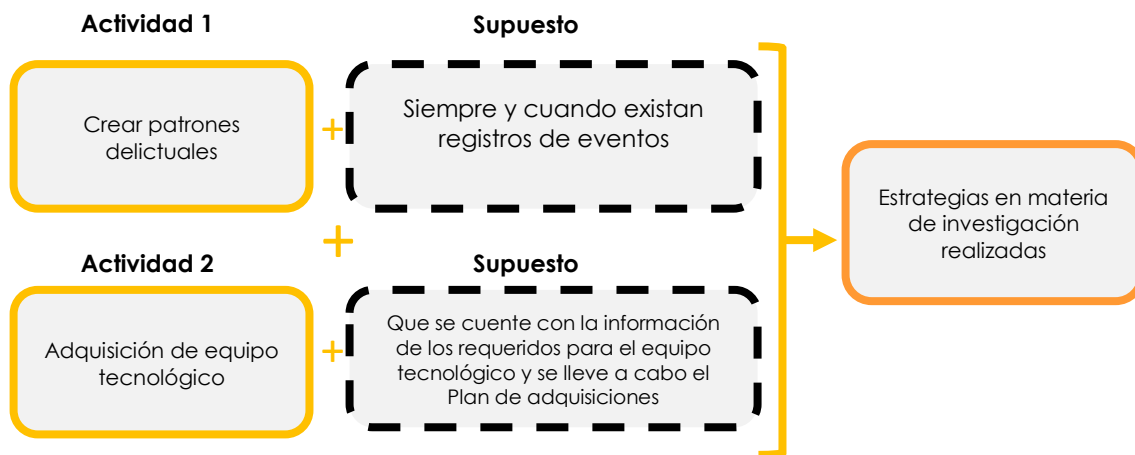 Actividad 1
Supuesto
Crear patrones
delictuales
+
Siempre y cuando existan
registros de eventos
+
Estrategias en materia
de investigación
realizadas
Actividad 2
Supuesto
Adquisición de equipo
tecnológico
+
Que se cuente con la información
de los requeridos para el equipo
tecnológico y se lleve a cabo el
Plan de adquisiciones